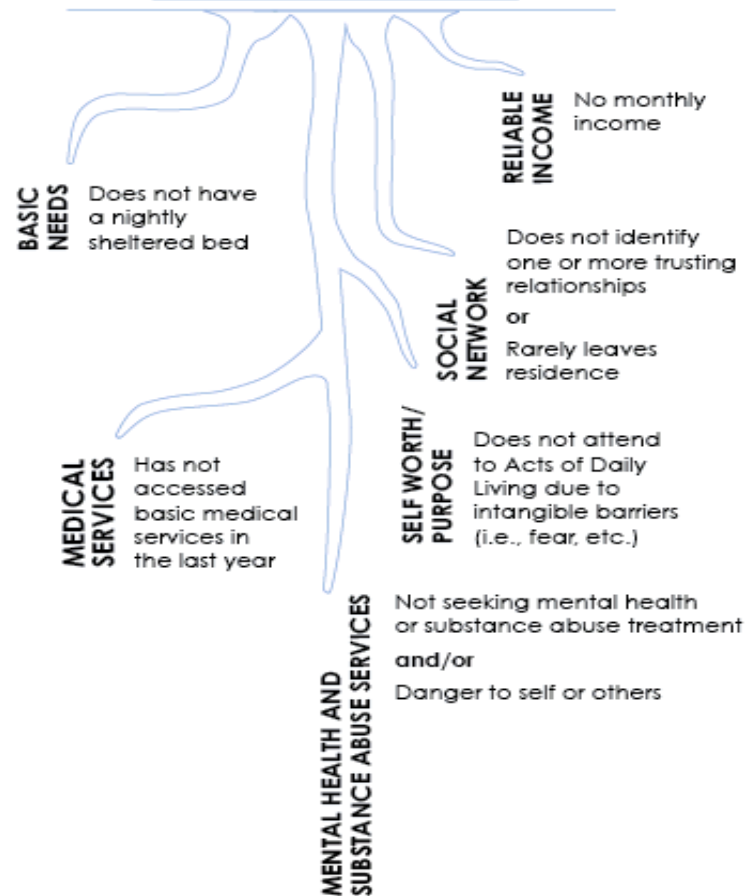 RELIABLE
INCOME
No monthly
income
BASIC
NEEDS
Does not have
a nightly
sheltered bed
SOCIAL
NETWORK
Does not identify
one or more trusting
relationships
or
Rarely leaves
residence
MEDICAL
SERVICES
Has not
accessed
basic medical
services in
the last year
SELF WORTH/
PURPOSE
Does not attend
to Acts of Daily
Living due to
intangible barriers
(i.e., fear, etc.)
MENTAL HEALTH AND
SUBSTANCE ABUSE SERVICES
Not seeking mental health
or substance abuse treatment
and/or
Danger to self or others